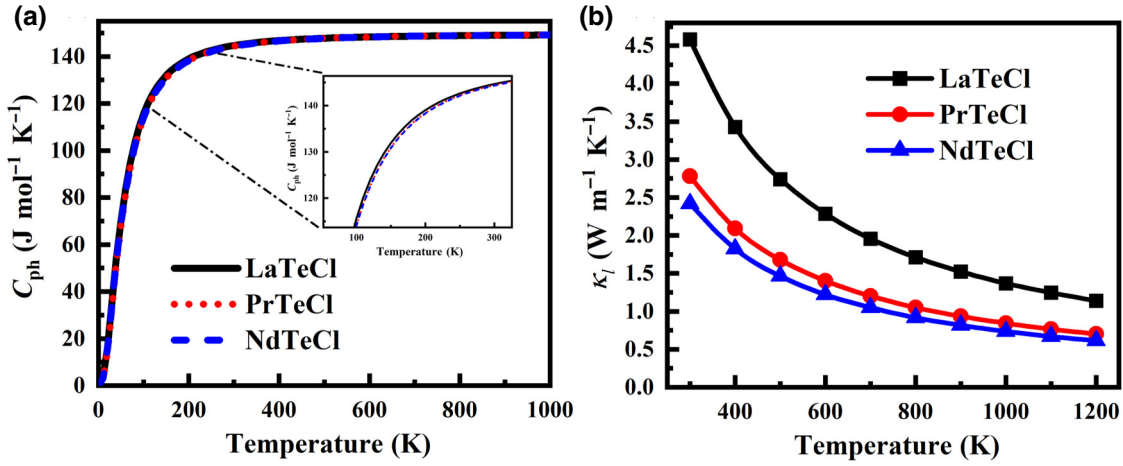 (a)
C_ph (J mol⁻¹ K⁻¹)
140
120
100
80
60
40
20
0
0 200 400 600 800 1000
Temperature (K)
LaTeCl
PrTeCl
NdTeCl
C_ph (J mol⁻¹ K⁻¹)
140
130
120
100 200 300
Temperature (K)
(b)
κ_l (W m⁻¹ K⁻¹)
4.5
4.0
3.5
3.0
2.5
2.0
1.5
1.0
0.5
0.0
400 600 800 1000 1200
Temperature (K)
LaTeCl
PrTeCl
NdTeCl